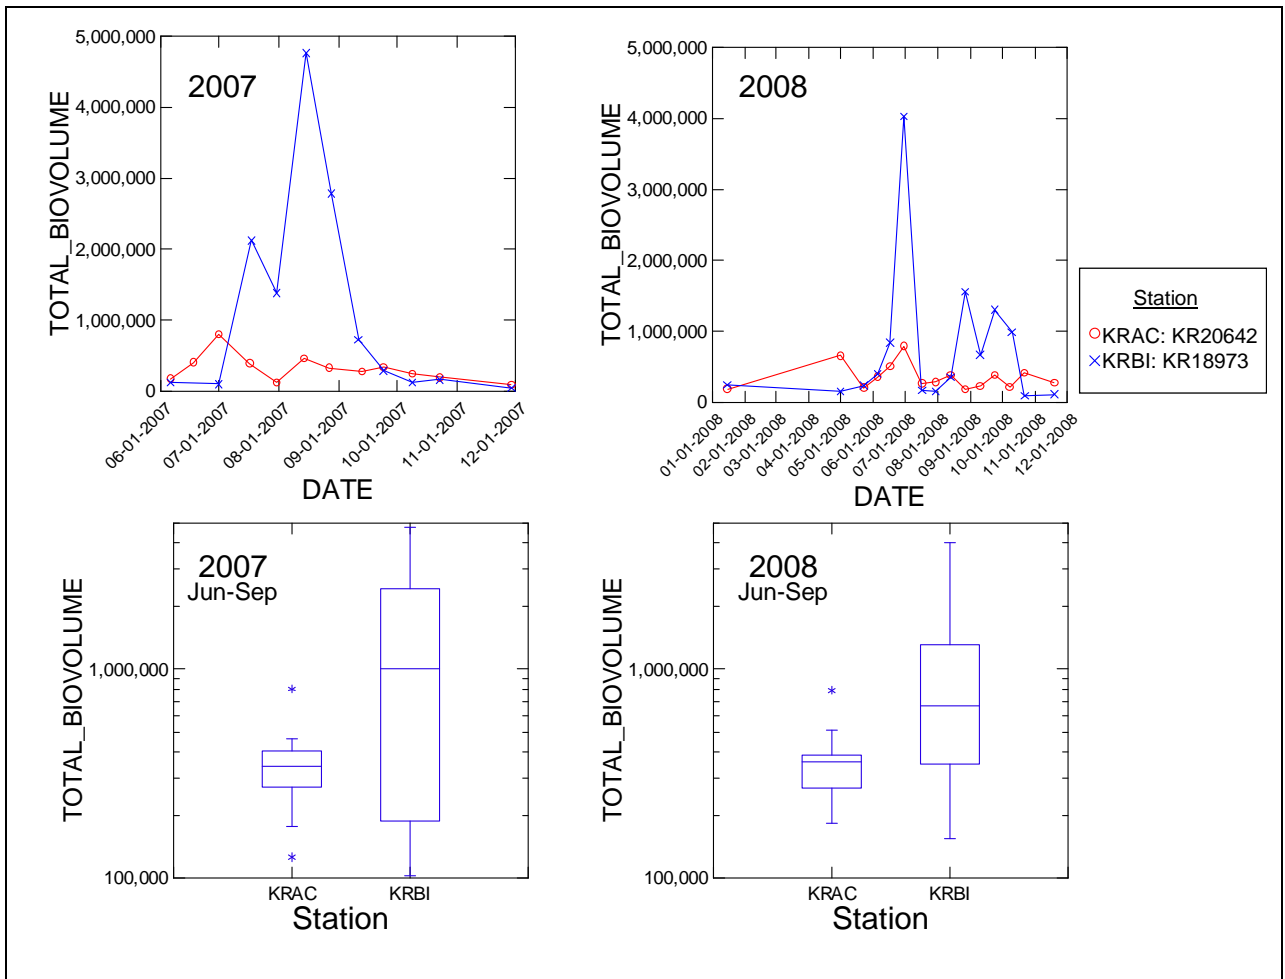 2007
TOTAL_BIOVOLUME
5,000,000
4,000,000
3,000,000
2,000,000
1,000,000
0
06-01-2007
07-01-2007
08-01-2007
09-01-2007
10-01-2007
11-01-2007
12-01-2007
DATE
2008
TOTAL_BIOVOLUME
5,000,000
4,000,000
3,000,000
2,000,000
1,000,000
0
01-01-2008
02-01-2008
03-01-2008
04-01-2008
05-01-2008
06-01-2008
07-01-2008
08-01-2008
09-01-2008
10-01-2008
11-01-2008
12-01-2008
DATE
Station
KRAC: KR20642
KRBI: KR18973
2007
Jun-Sep
TOTAL_BIOVOLUME
1,000,000
100,000
KRAC
KRBI
Station
2008
Jun-Sep
TOTAL_BIOVOLUME
1,000,000
100,000
KRAC
KRBI
Station